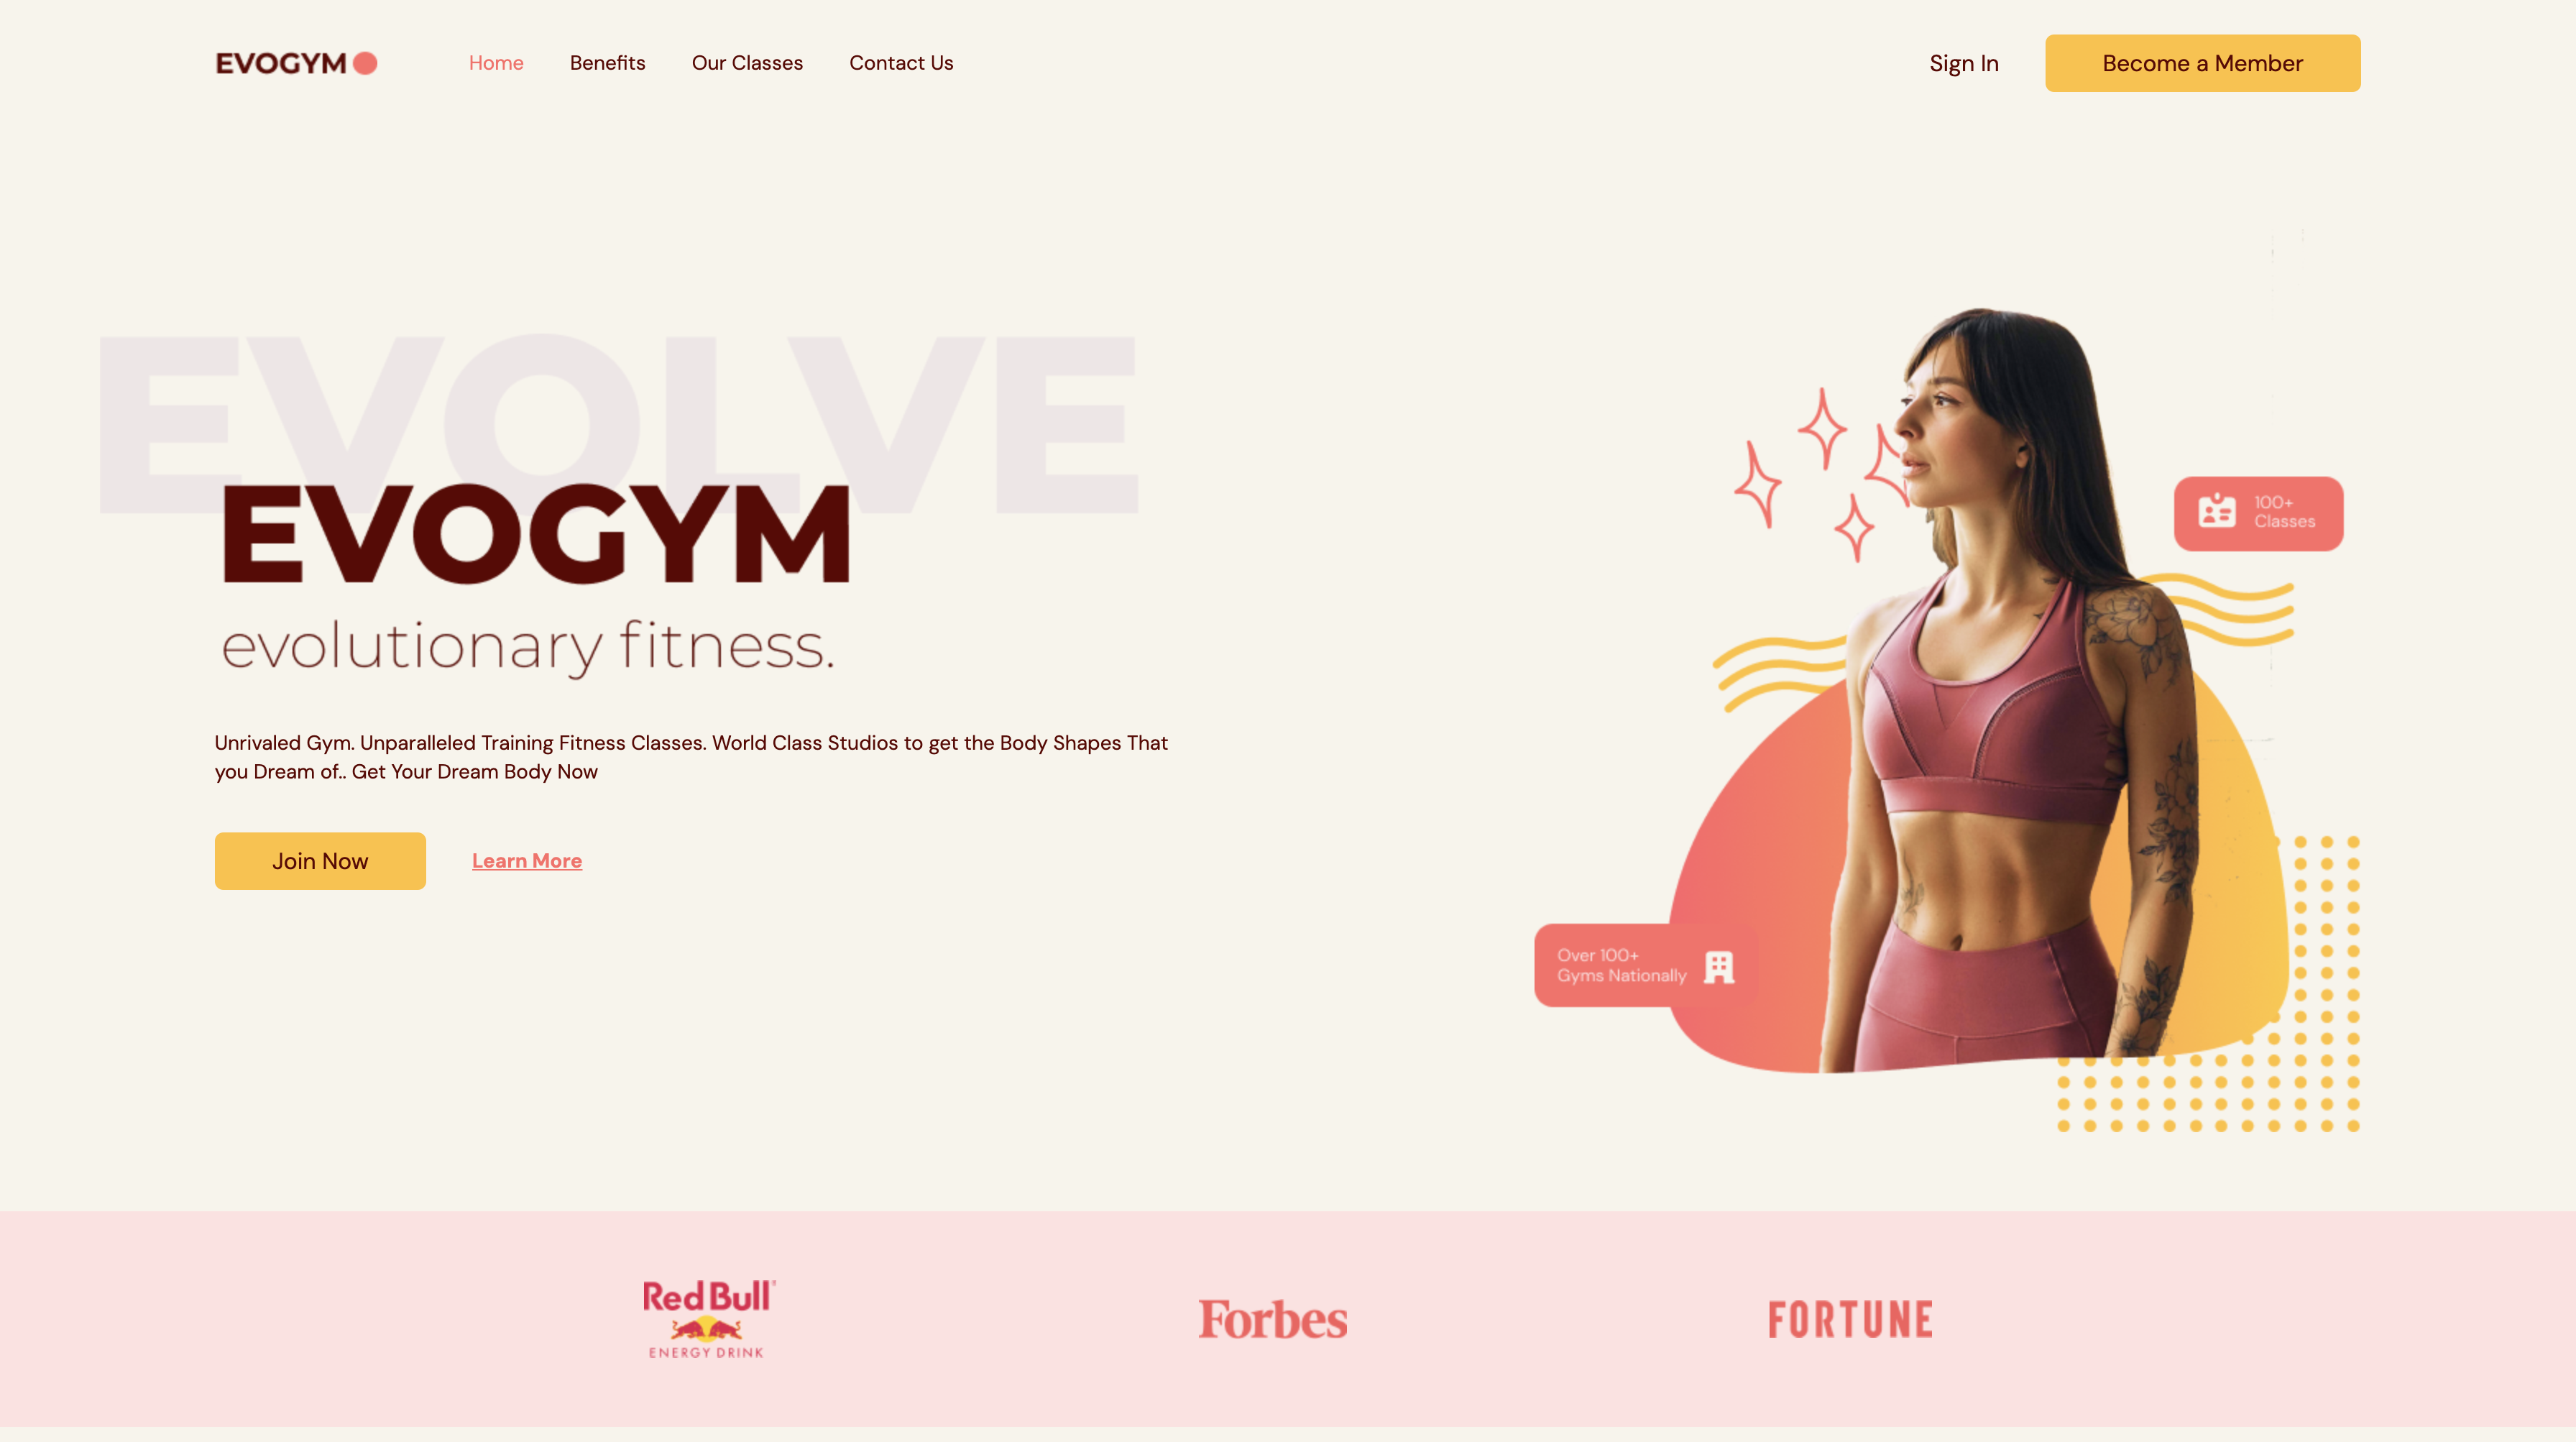 EVOGYM
Home
Benefits
Our Classes
Contact Us
Sign In
Become a Member
EVOLVE
EVOGYM
evolutionary fitness.
Unrivaled Gym. Unparalleled Training Fitness Classes. World Class Studios to get the Body Shapes That
you Dream of.. Get Your Dream Body Now
Join Now
Learn More
100+
Classes
Over 100+
Gyms Nationally
Red Bull
ENERGY DRINK
Forbes
FORTUNE